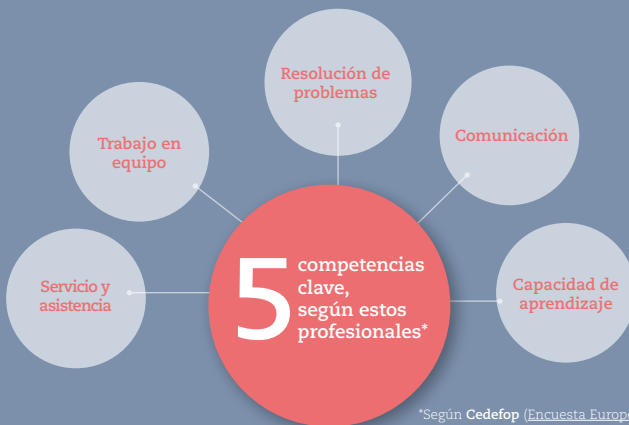 Resolución de
problemas
Trabajo en
equipo
Comunicación
Servicio y
asistencia
5 competencias
clave,
según estos
profesionales*
Capacidad de
aprendizaje
*Según Cedefop (Encuesta